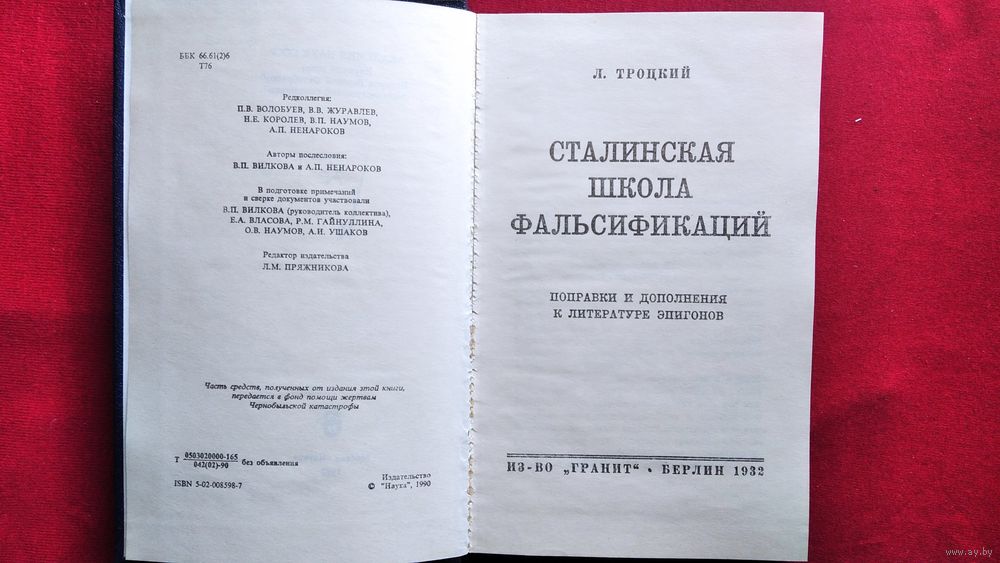 ББК 66.61(2)6
Т76
Редколлегия:
П.В. ВОЛОБУЕВ, В.В. ЖУРАВЛЕВ,
Н.Е. КОРОЛЕВ, В.П. НАУМОВ,
А.П. НЕНАРОКОВ
Авторы послесловия:
В.П. ВИЛКОВА и А.П. НЕНАРОКОВ
В подготовке примечаний
и сверке документов участвовали
В.П. ВИЛКОВА (руководитель коллектива),
Е.А. ВЛАСОВА, Р.М. ГАЙНУЛЛИНА,
О.В. НАУМОВ, А.И. УШАКОВ
Редактор издательства
Л.М. ПРЯЖНИКОВА
Часть средств, полученных от издания этой книги,
передается в фонд помощи жертвам
Чернобыльской катастрофы
Т 0503020000-165
042(02)-90 без объявления
ISBN 5-02-008598-7
Издательство
© "Наука", 1990
Л. ТРОЦКИЙ
СТАЛИНСКАЯ
ШКОЛА
ФАЛЬСИФИКАЦИЙ
ПОПРАВКИ И ДОПОЛНЕНИЯ
К ЛИТЕРАТУРЕ ЭПИГОНОВ
ИЗ-ВО „ГРАНИТ“ • БЕРЛИН 1932
www.ay.by